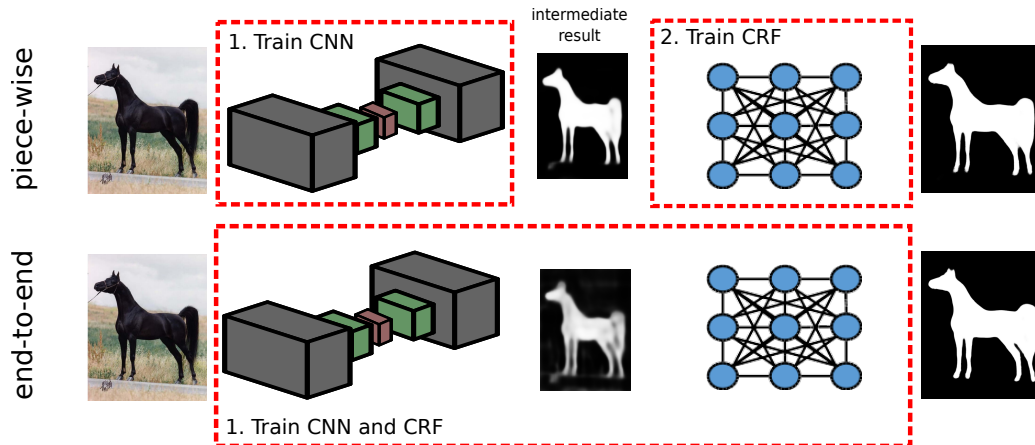 piece-wise
1. Train CNN
intermediate
result
2. Train CRF
end-to-end
1. Train CNN and CRF